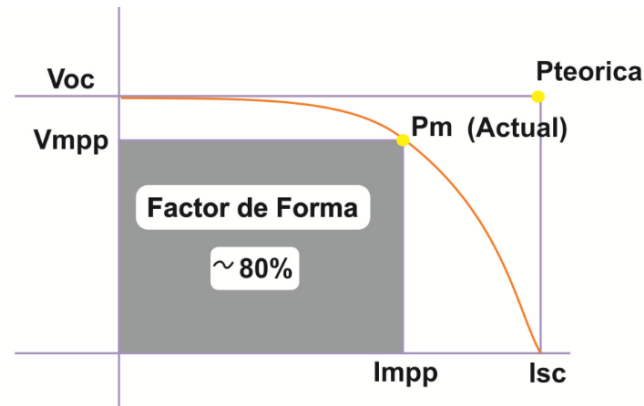 Voc
Pteorica
Vmpp
Pm (Actual)
Factor de Forma
~ 80%
Impp
Isc